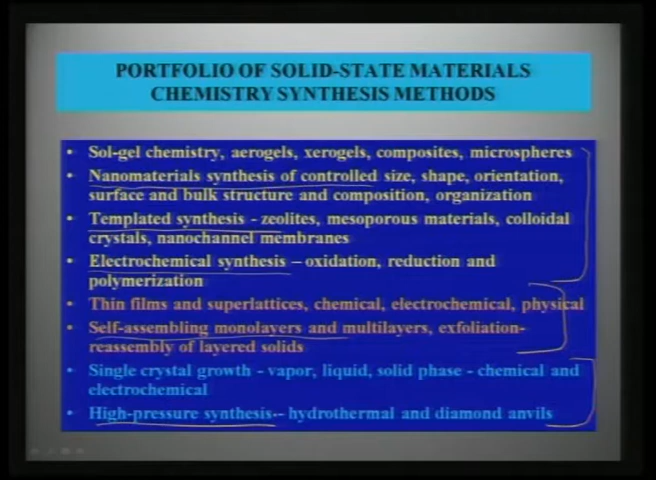 PORTFOLIO OF SOLID-STATE MATERIALS
CHEMISTRY SYNTHESIS METHODS
• Sol-gel chemistry, aerogels, xerogels, composites, microspheres
• Nanomaterials synthesis of controlled size, shape, orientation,
surface and bulk structure and composition, organization
• Templated synthesis - zeolites, mesoporous materials, colloidal
crystals, nanochannel membranes
• Electrochemical synthesis – oxidation, reduction and
polymerization
• Thin films and superlattices, chemical, electrochemical, physical
• Self-assembling monolayers and multilayers, exfoliation-
reassembly of layered solids
• Single crystal growth - vapor, liquid, solid phase - chemical and
electrochemical
• High-pressure synthesis-- hydrothermal and diamond anvils